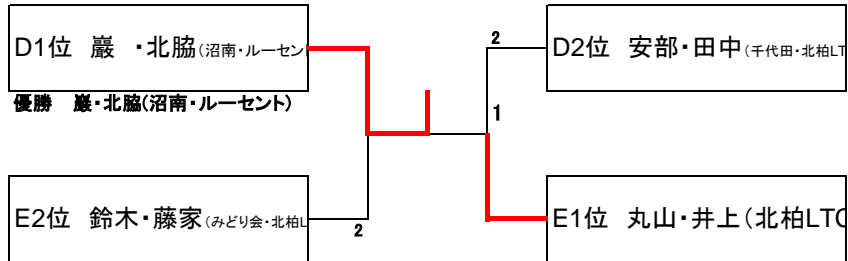 D1位 巌 ・北脇(沼南・ルーセン
優勝 巌・北脇(沼南・ルーセント)
E2位 鈴木・藤家(みどり会・北柏L
2
2
1
D2位 安部・田中(千代田・北柏LT
E1位 丸山・井上(北柏LTC